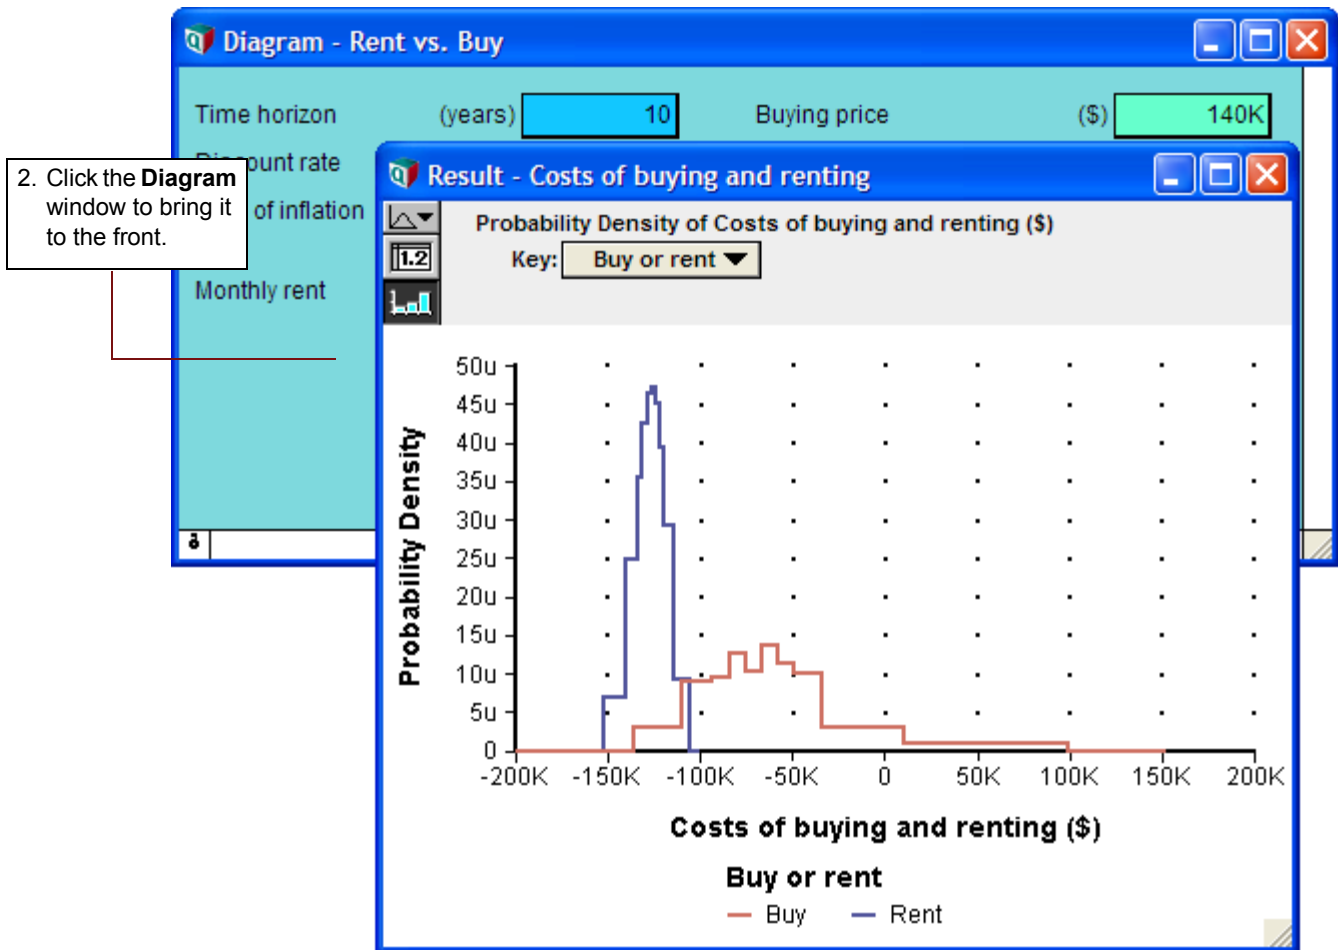 Diagram - Rent vs. Buy
Time horizon (years) 10 Buying price ($) 140K
2. Click the Diagram
window to bring it
to the front.
of inflation
Monthly rent
Result - Costs of buying and renting
Probability Density of Costs of buying and renting ($)
1.2
Key: Buy or rent
50u
45u
40u
35u
30u
25u
20u
15u
10u
5u
0
Probability Density
-200K -150K -100K -50K 0 50K 100K 150K 200K
Costs of buying and renting ($)
Buy or rent
Buy Rent